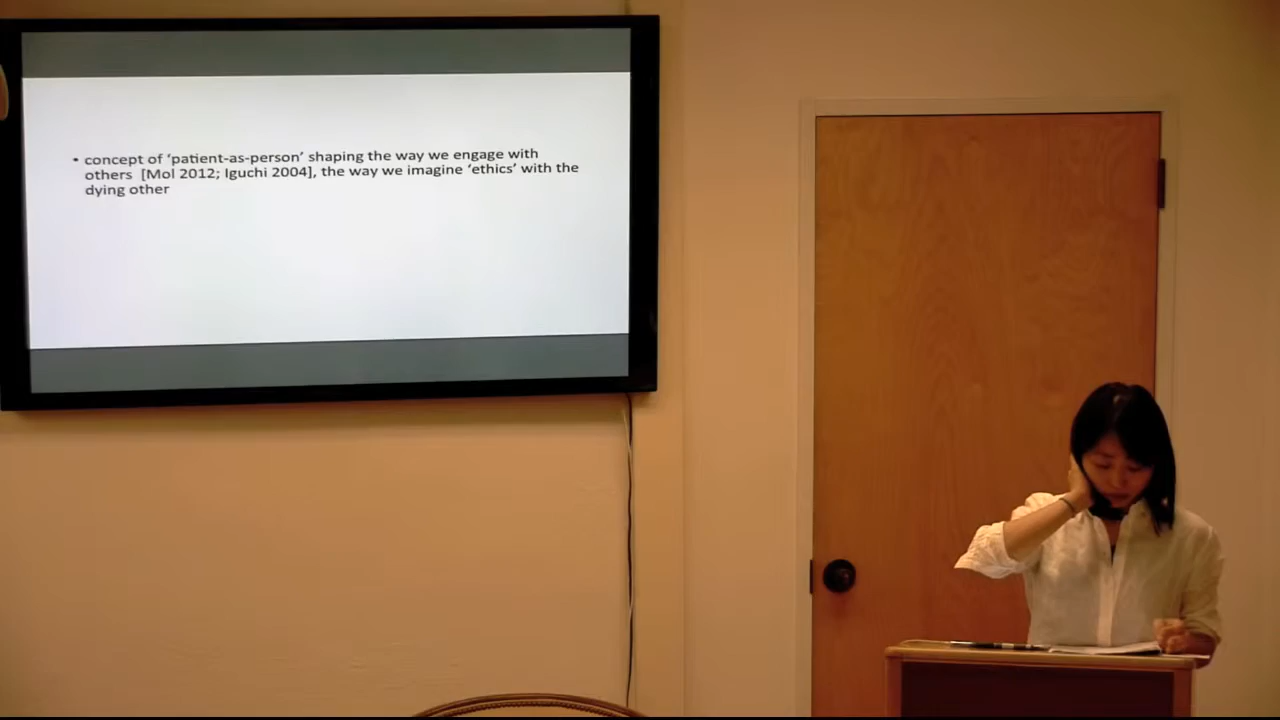 • concept of ‘patient-as-person’ shaping the way we engage with
others [Mol 2012; Iguchi 2004], the way we imagine ‘ethics’ with the
dying other